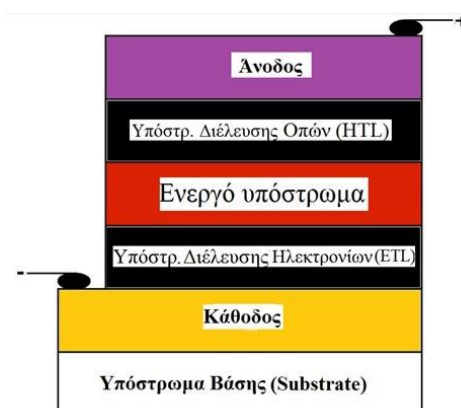 +
Άνοδος
Υπόστρ. Διέλευσης Οπών (HTL)
Ενεργό υπόστρωμα
Υπόστρ. Διέλευσης Ηλεκτρονίων (ETL)
-
Κάθοδος
Υπόστρωμα Βάσης (Substrate)